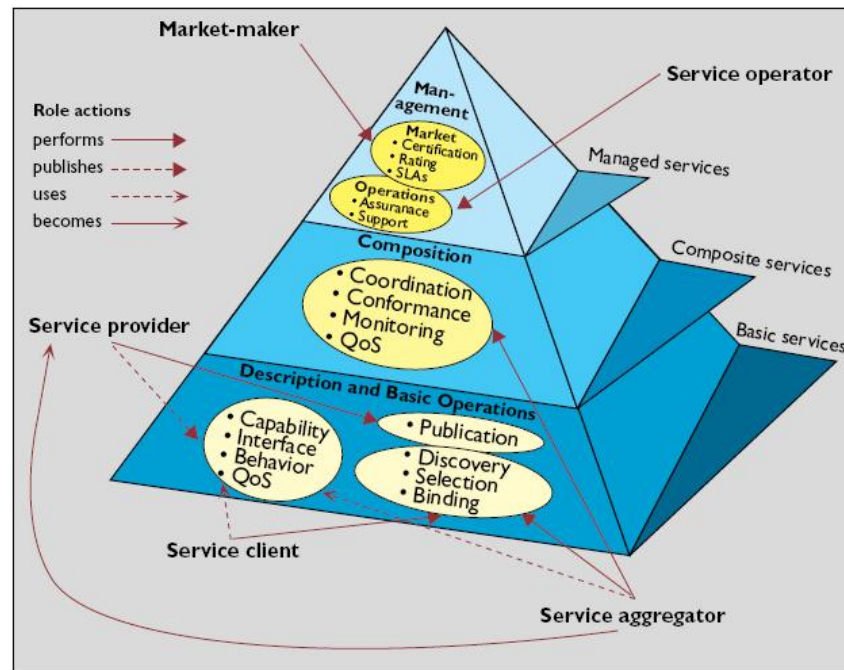 Market-maker
Service operator
Role actions
performs
publishes
uses
becomes
Man-
agement
Market
• Certification
• Rating
• SLAs
Operations
• Assuranace
• Support
Managed services
Composition
• Coordination
• Conformance
• Monitoring
• QoS
Composite services
Service provider
Basic services
Description and Basic Operations
• Capability
• Interface
• Behavior
• QoS
• Publication
• Discovery
• Selection
• Binding
Service client
Service aggregator